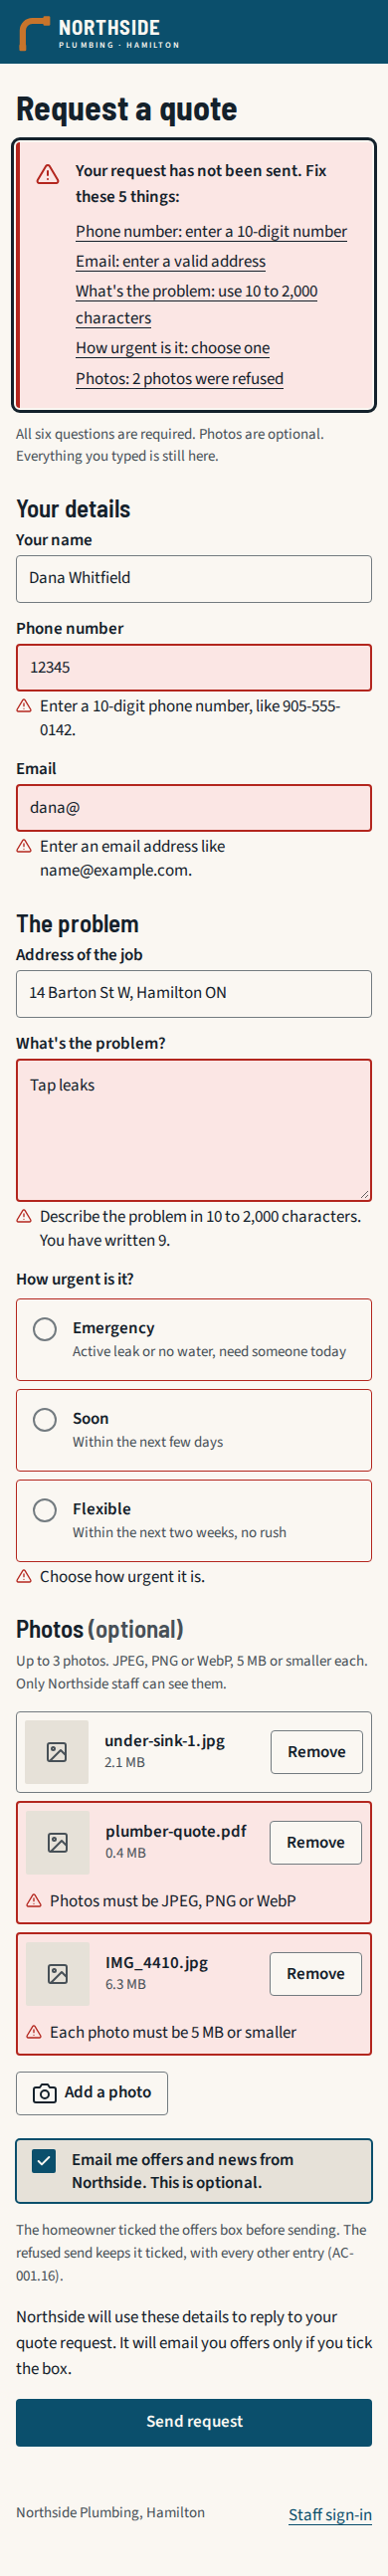 NORTHSIDE
PLUMBING · HAMILTON
Request a quote
Your request has not been sent. Fix
these 5 things:
Phone number: enter a 10-digit number
Email: enter a valid address
What's the problem: use 10 to 2,000
characters
How urgent is it: choose one
Photos: 2 photos were refused
All six questions are required. Photos are optional.
Everything you typed is still here.
Your details
Your name
Dana Whitfield
Phone number
12345
Enter a 10-digit phone number, like 905-555-
0142.
Email
dana@
Enter an email address like
name@example.com.
The problem
Address of the job
14 Barton St W, Hamilton ON
What's the problem?
Tap leaks
Describe the problem in 10 to 2,000 characters.
You have written 9.
How urgent is it?
Emergency
Active leak or no water, need someone today
Soon
Within the next few days
Flexible
Within the next two weeks, no rush
Choose how urgent it is.
Photos (optional)
Up to 3 photos. JPEG, PNG or WebP, 5 MB or smaller each.
Only Northside staff can see them.
under-sink-1.jpg
2.1 MB
Remove
plumber-quote.pdf
0.4 MB
Remove
Photos must be JPEG, PNG or WebP
IMG_4410.jpg
6.3 MB
Remove
Each photo must be 5 MB or smaller
Add a photo
Email me offers and news from
Northside. This is optional.
The homeowner ticked the offers box before sending. The
refused send keeps it ticked, with every other entry (AC-
001.16).
Northside will use these details to reply to your
quote request. It will email you offers only if you tick
the box.
Send request
Northside Plumbing, Hamilton
Staff sign-in